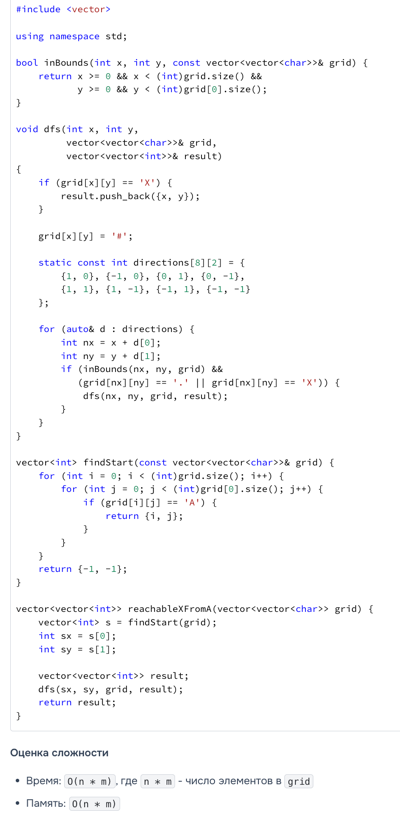 #include <vector>
using namespace std;
bool inBounds(int x, int y, const vector<vector<char>>& grid) {
    return x >= 0 && x < (int)grid.size() &&
           y >= 0 && y < (int)grid[0].size();
}
void dfs(int x, int y,
         vector<vector<char>>& grid,
         vector<vector<int>>& result)
{
    if (grid[x][y] == 'X') {
        result.push_back({x, y});
    }
    grid[x][y] = '#';
    static const int directions[8][2] = {
        {1, 0}, {-1, 0}, {0, 1}, {0, -1},
        {1, 1}, {1, -1}, {-1, 1}, {-1, -1}
    };
    for (auto& d : directions) {
        int nx = x + d[0];
        int ny = y + d[1];
        if (inBounds(nx, ny, grid) &&
           (grid[nx][ny] == '.' || grid[nx][ny] == 'X')) {
            dfs(nx, ny, grid, result);
        }
    }
}
vector<int> findStart(const vector<vector<char>>& grid) {
    for (int i = 0; i < (int)grid.size(); i++) {
        for (int j = 0; j < (int)grid[0].size(); j++) {
            if (grid[i][j] == 'A') {
                return {i, j};
            }
        }
    }
    return {-1, -1};
}
vector<vector<int>> reachableXFromA(vector<vector<char>> grid) {
    vector<int> s = findStart(grid);
    int sx = s[0];
    int sy = s[1];
    vector<vector<int>> result;
    dfs(sx, sy, grid, result);
    return result;
}
Оценка сложности
• Время: O(n * m), где n * m - число элементов в grid
• Память: O(n * m)